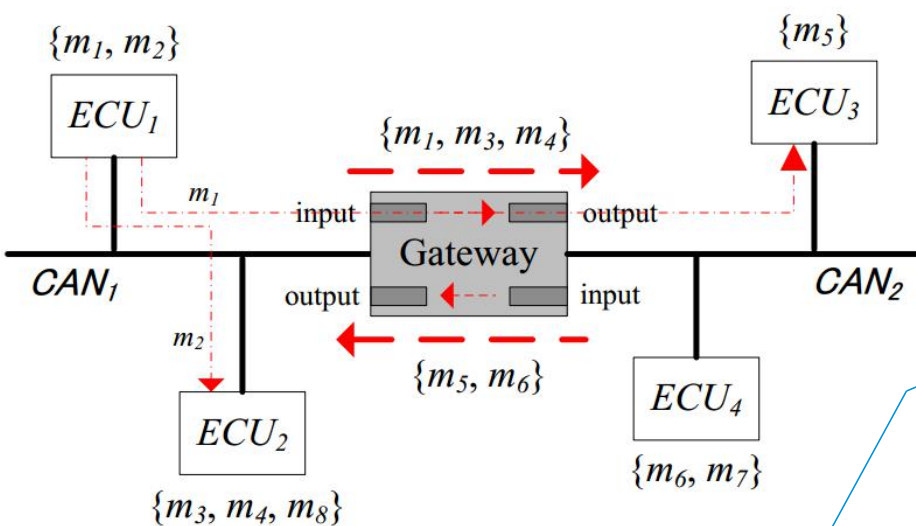 {m₁, m₂}
{m₅}
ECU₁
ECU₃
{m₁, m₃, m₄}
m₁
input
output
Gateway
CAN₁
CAN₂
output
input
m₂
{m₅, m₆}
ECU₂
ECU₄
{m₆, m₇}
{m₃, m₄, m₈}